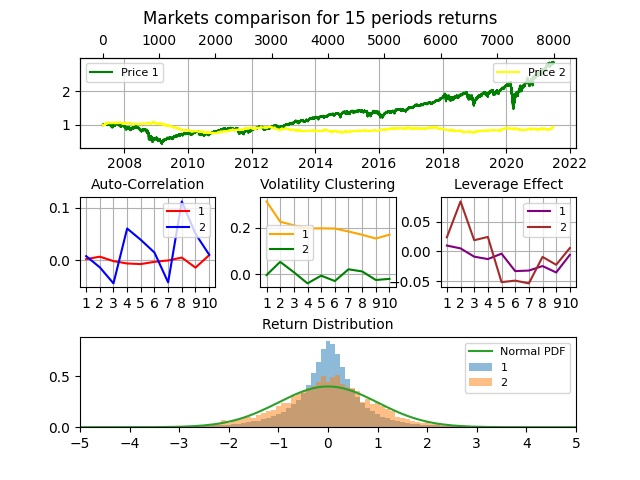 Markets comparison for 15 periods returns
0 1000 2000 3000 4000 5000 6000 7000 8000
Price 1 Price 2
2
1
2008 2010 2012 2014 2016 2018 2020 2022
Auto-Correlation Volatility Clustering Leverage Effect
0.1
0.0
1
2
1 2 3 4 5 6 7 8 9 10
0.2
0.0
1
2
1 2 3 4 5 6 7 8 9 10
0.05
0.00
−0.05
1
2
1 2 3 4 5 6 7 8 9 10
Return Distribution
0.5
0.0
Normal PDF
1
2
−5 −4 −3 −2 −1 0 1 2 3 4 5